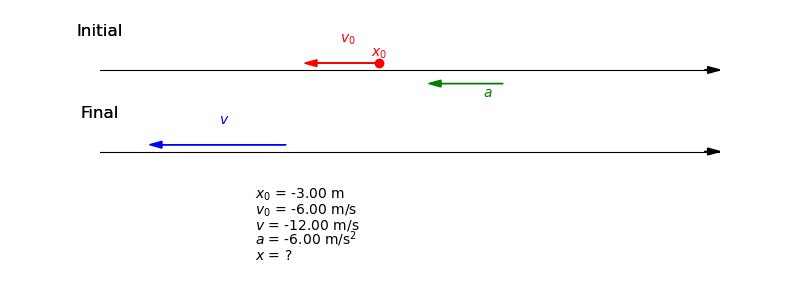 Initial
v₀
x₀
a
Final
v
x₀ = -3.00 m
v₀ = -6.00 m/s
v = -12.00 m/s
a = -6.00 m/s²
x = ?